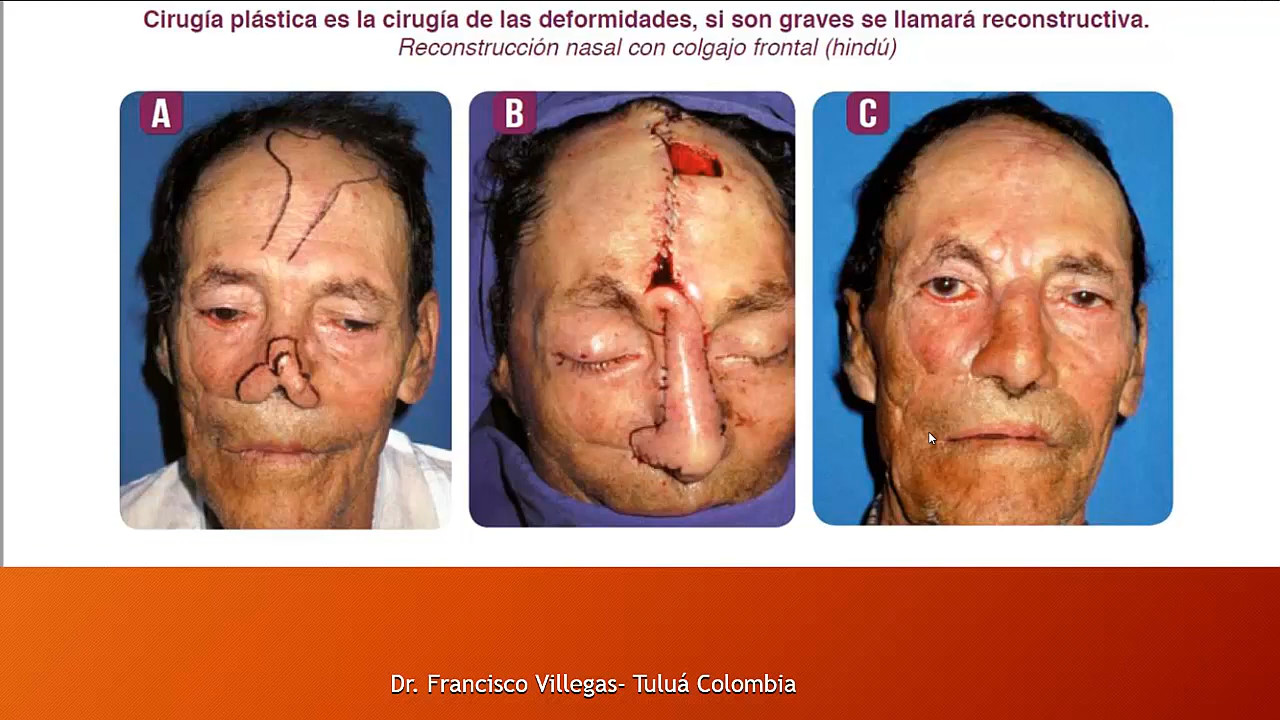 Cirugía plástica es la cirugía de las deformidades, si son graves se llamará reconstructiva.
Reconstrucción nasal con colgajo frontal (hindú)
A
B
C
Dr. Francisco Villegas- Tuluá Colombia